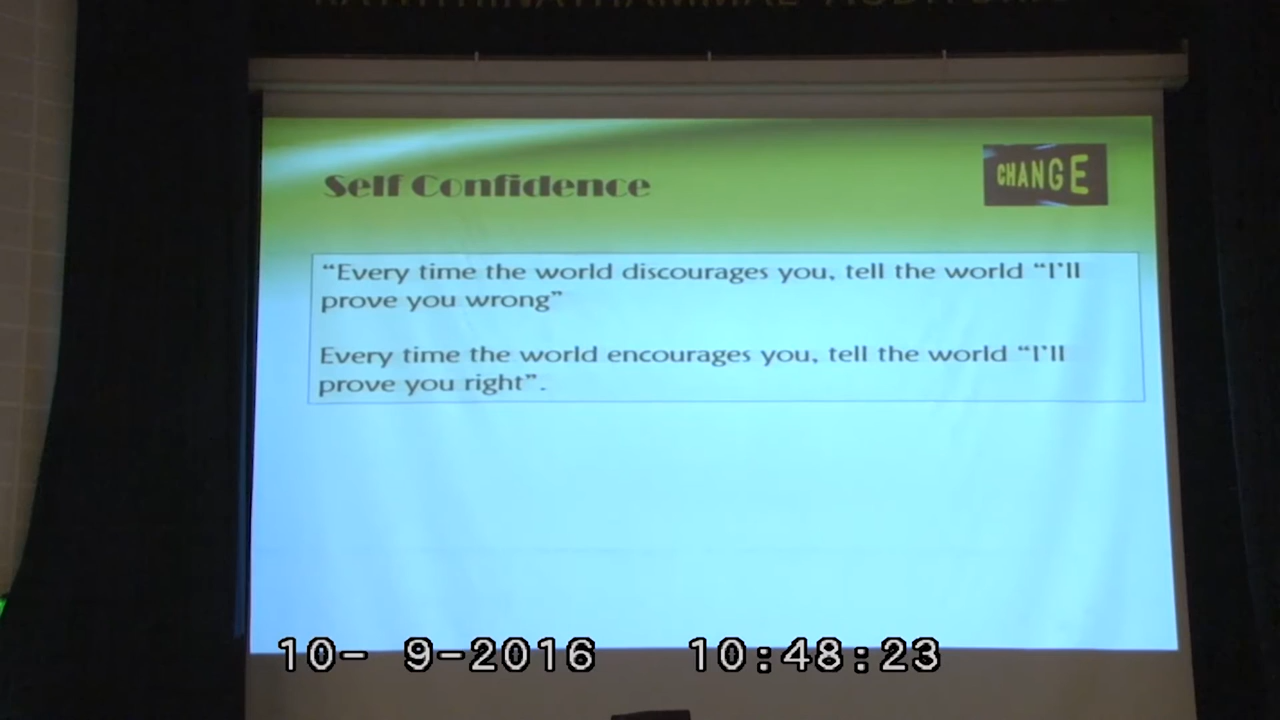 Self Confidence
CHANGE
“Every time the world discourages you, tell the world “I’ll
prove you wrong”
Every time the world encourages you, tell the world “I’ll
prove you right”.
10- 9-2016 10:48:23